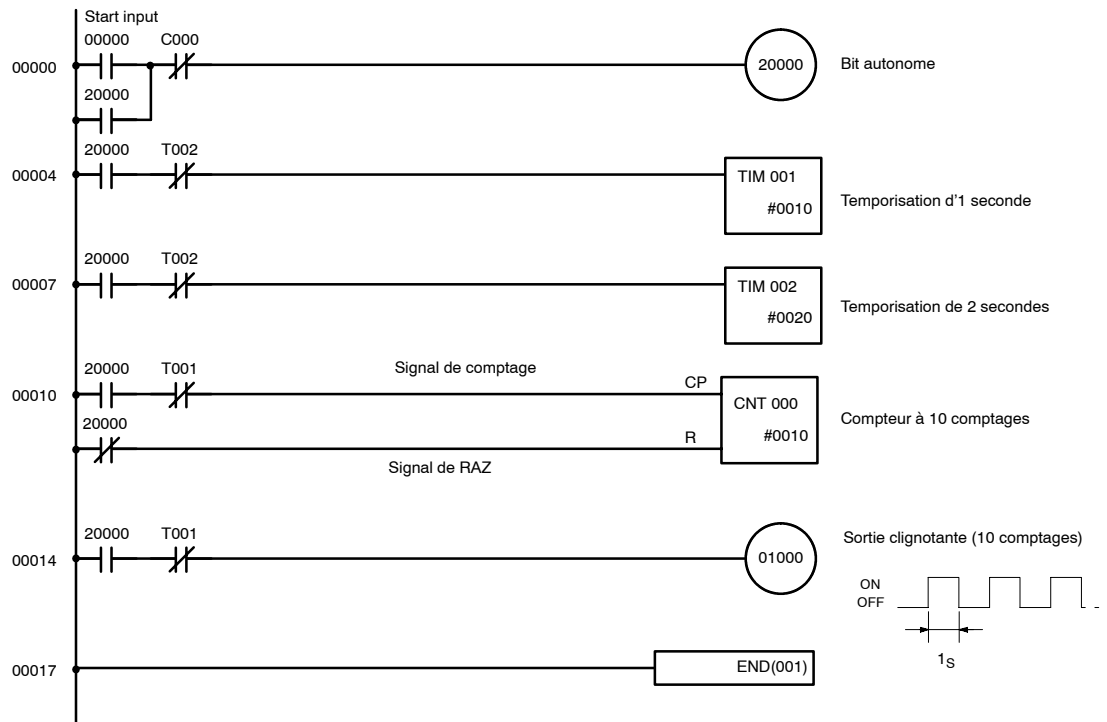 Start input
00000 C000
00000
20000
Bit autonome
20000
20000 T002
00004
TIM 001
#0010
Temporisation d'1 seconde
20000 T002
00007
TIM 002
#0020
Temporisation de 2 secondes
20000 T001
Signal de comptage
CP
00010
CNT 000
#0010
Compteur à 10 comptages
20000
R
Signal de RAZ
20000 T001
00014
01000
Sortie clignotante (10 comptages)
ON
OFF
1S
00017
END(001)